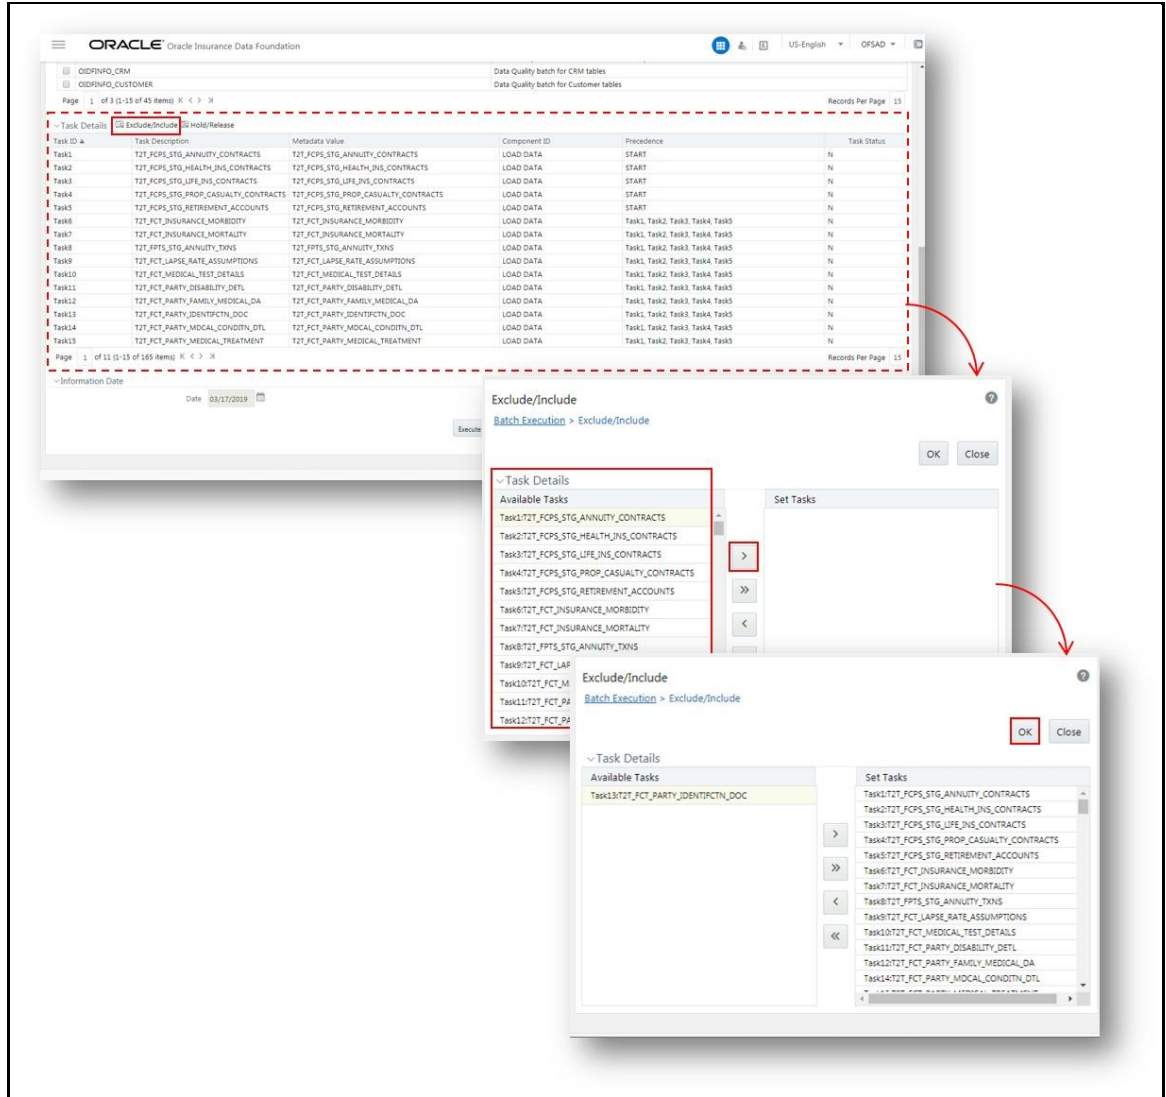 ORACLE® Oracle Insurance Data Foundation US-English OFSAD
OIDFINFO_CRM Data Quality batch for CRM tables
OIDFINFO_CUSTOMER Data Quality batch for Customer tables
Page 1 of 3 (1-15 of 45 items) Records Per Page 15
Task Details Exclude/Include Hold/Release
Task ID Task Description Metadata Value Component ID Precedence Task Status
Task1 T2T_FCPS_STG_ANNUITY_CONTRACTS T2T_FCPS_STG_ANNUITY_CONTRACTS LOAD DATA START N
Task2 T2T_FCPS_STG_HEALTH_INS_CONTRACTS T2T_FCPS_STG_HEALTH_INS_CONTRACTS LOAD DATA START N
Task3 T2T_FCPS_STG_LIFE_INS_CONTRACTS T2T_FCPS_STG_LIFE_INS_CONTRACTS LOAD DATA START N
Task4 T2T_FCPS_STG_PROP_CASUALTY_CONTRACTS T2T_FCPS_STG_PROP_CASUALTY_CONTRACTS LOAD DATA START N
Task5 T2T_FCPS_STG_RETIREMENT_ACCOUNTS T2T_FCPS_STG_RETIREMENT_ACCOUNTS LOAD DATA START N
Task6 T2T_FCT_INSURANCE_MORBIDITY T2T_FCT_INSURANCE_MORBIDITY LOAD DATA Task1, Task2, Task3, Task4, Task5 N
Task7 T2T_FCT_INSURANCE_MORTALITY T2T_FCT_INSURANCE_MORTALITY LOAD DATA Task1, Task2, Task3, Task4, Task5 N
Task8 T2T_FPTS_STG_ANNUITY_TXNS T2T_FPTS_STG_ANNUITY_TXNS LOAD DATA Task1, Task2, Task3, Task4, Task5 N
Task9 T2T_FCT_LAPSE_RATE_ASSUMPTIONS T2T_FCT_LAPSE_RATE_ASSUMPTIONS LOAD DATA Task1, Task2, Task3, Task4, Task5 N
Task10 T2T_FCT_MEDICAL_TEST_DETAILS T2T_FCT_MEDICAL_TEST_DETAILS LOAD DATA Task1, Task2, Task3, Task4, Task5 N
Task11 T2T_FCT_PARTY_DISABILITY_DETL T2T_FCT_PARTY_DISABILITY_DETL LOAD DATA Task1, Task2, Task3, Task4, Task5 N
Task12 T2T_FCT_PARTY_FAMILY_MEDICAL_DA T2T_FCT_PARTY_FAMILY_MEDICAL_DA LOAD DATA Task1, Task2, Task3, Task4, Task5 N
Task13 T2T_FCT_PARTY_IDENTIFCTN_DOC T2T_FCT_PARTY_IDENTIFCTN_DOC LOAD DATA Task1, Task2, Task3, Task4, Task5 N
Task14 T2T_FCT_PARTY_MDCAL_CONDITN_DTL T2T_FCT_PARTY_MDCAL_CONDITN_DTL LOAD DATA Task1, Task2, Task3, Task4, Task5 N
Task15 T2T_FCT_PARTY_MEDICAL_TREATMENT T2T_FCT_PARTY_MEDICAL_TREATMENT LOAD DATA Task1, Task2, Task3, Task4, Task5 N
Page 1 of 11 (1-15 of 165 items) Records Per Page 15
Information Date
Date 03/17/2019
Execute
Exclude/Include
Batch Execution > Exclude/Include
OK Close
Task Details
Available Tasks Set Tasks
Task1:T2T_FCPS_STG_ANNUITY_CONTRACTS
Task2:T2T_FCPS_STG_HEALTH_INS_CONTRACTS
Task3:T2T_FCPS_STG_LIFE_INS_CONTRACTS
Task4:T2T_FCPS_STG_PROP_CASUALTY_CONTRACTS
Task5:T2T_FCPS_STG_RETIREMENT_ACCOUNTS
Task6:T2T_FCT_INSURANCE_MORBIDITY
Task7:T2T_FCT_INSURANCE_MORTALITY
Task8:T2T_FPTS_STG_ANNUITY_TXNS
Task9:T2T_FCT_LAP
Task10:T2T_FCT_M
Task11:T2T_FCT_PA
Task12:T2T_FCT_PA
Exclude/Include
Batch Execution > Exclude/Include
OK Close
Task Details
Available Tasks Set Tasks
Task13:T2T_FCT_PARTY_IDENTIFCTN_DOC
Task1:T2T_FCPS_STG_ANNUITY_CONTRACTS
Task2:T2T_FCPS_STG_HEALTH_INS_CONTRACTS
Task3:T2T_FCPS_STG_LIFE_INS_CONTRACTS
Task4:T2T_FCPS_STG_PROP_CASUALTY_CONTRACTS
Task5:T2T_FCPS_STG_RETIREMENT_ACCOUNTS
Task6:T2T_FCT_INSURANCE_MORBIDITY
Task7:T2T_FCT_INSURANCE_MORTALITY
Task8:T2T_FPTS_STG_ANNUITY_TXNS
Task9:T2T_FCT_LAPSE_RATE_ASSUMPTIONS
Task10:T2T_FCT_MEDICAL_TEST_DETAILS
Task11:T2T_FCT_PARTY_DISABILITY_DETL
Task12:T2T_FCT_PARTY_FAMILY_MEDICAL_DA
Task14:T2T_FCT_PARTY_MDCAL_CONDITN_DTL